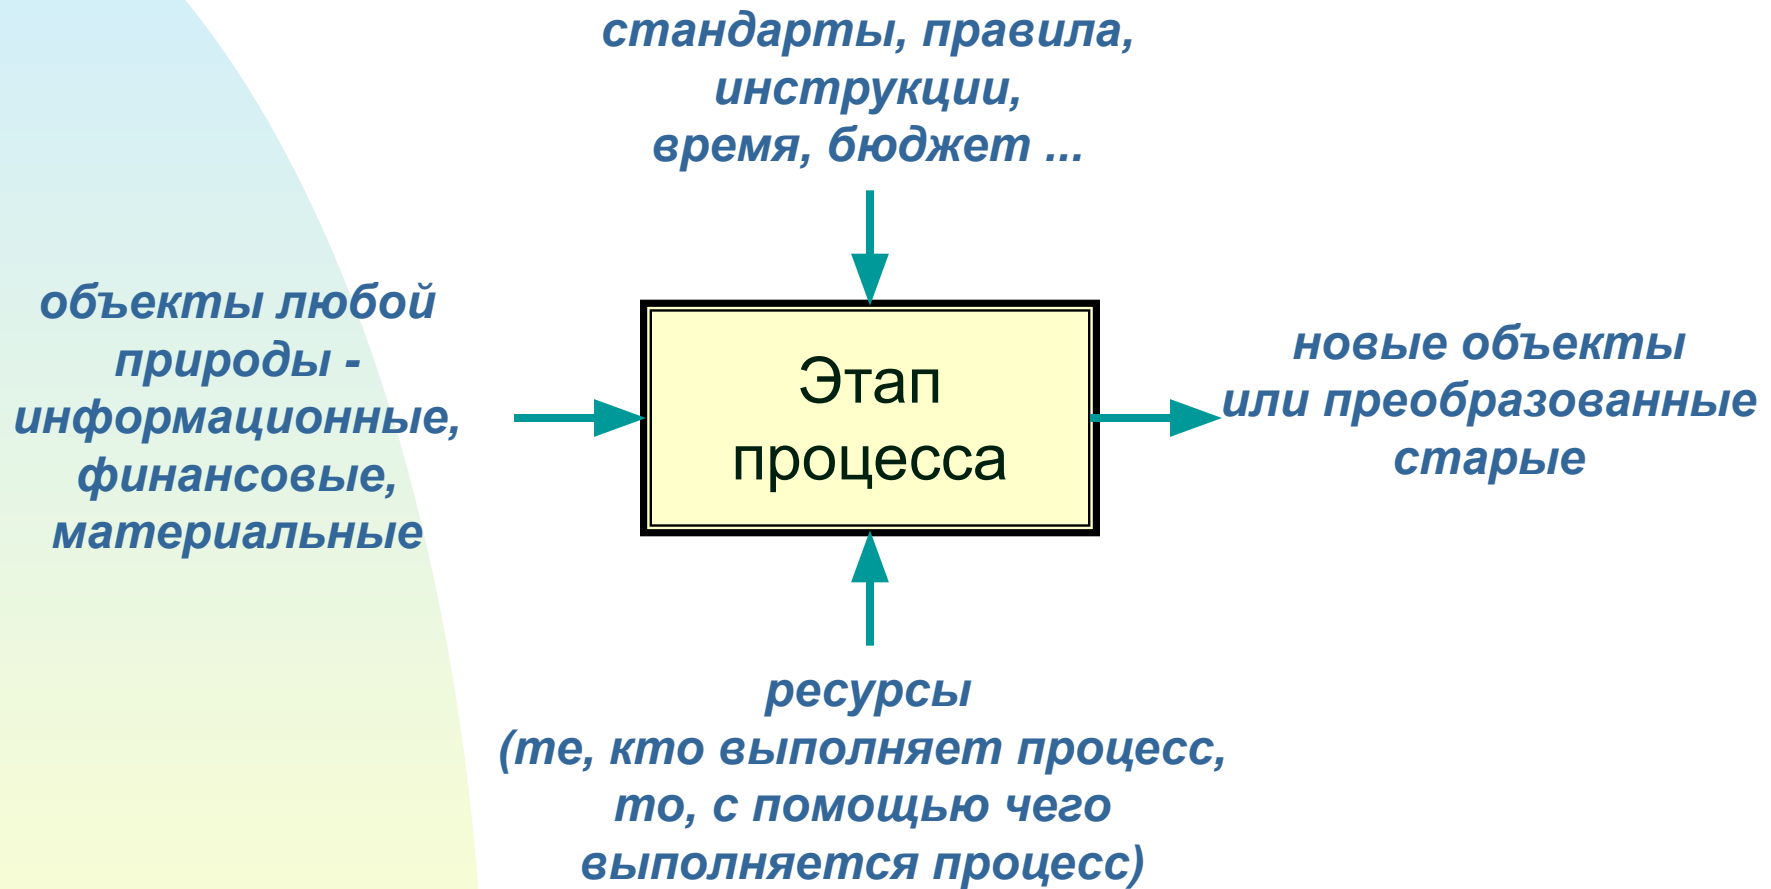 стандарты, правила,
инструкции,
время, бюджет ...
объекты любой
природы -
информационные,
финансовые,
материальные
Этап
процесса
новые объекты
или преобразованные
старые
ресурсы
(те, кто выполняет процесс,
то, с помощью чего
выполняется процесс)